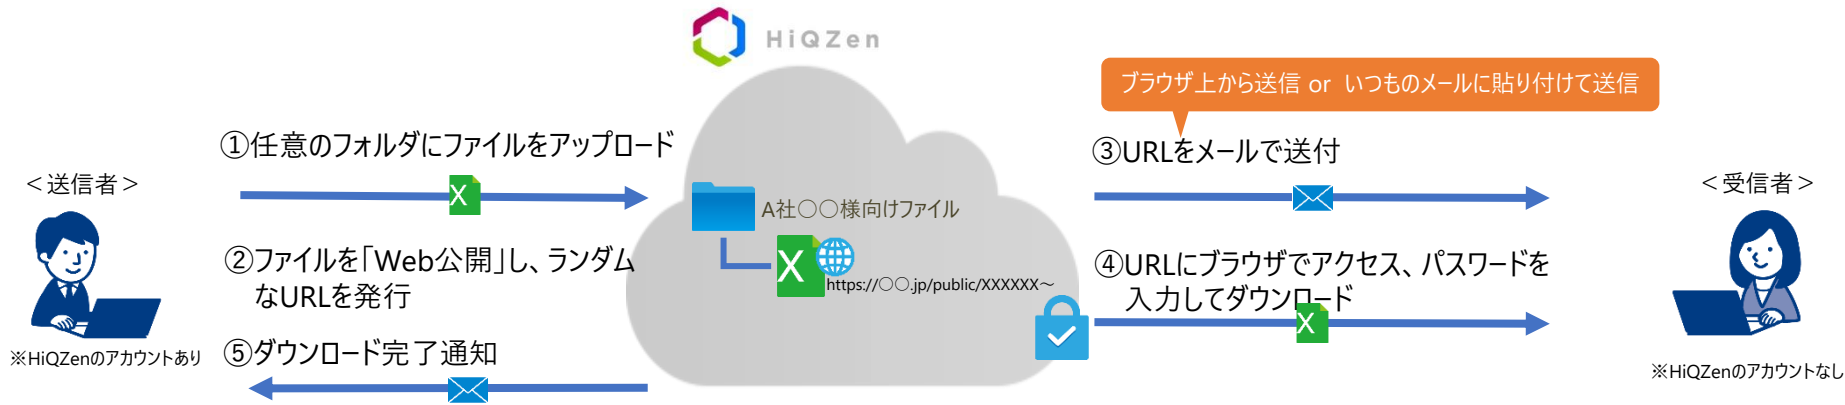 HiQZen
ブラウザ上から送信 or いつものメールに貼り付けて送信
①任意のフォルダにファイルをアップロード
③URLをメールで送付
＜送信者＞
＜受信者＞
A社○○様向けファイル
②ファイルを「Web公開」し、ランダム
なURLを発行
X
X
https://○○.jp/public/XXXXXX～
④URLにブラウザでアクセス、パスワードを
入力してダウンロード
X
※HiQZenのアカウントあり
⑤ダウンロード完了通知
※HiQZenのアカウントなし